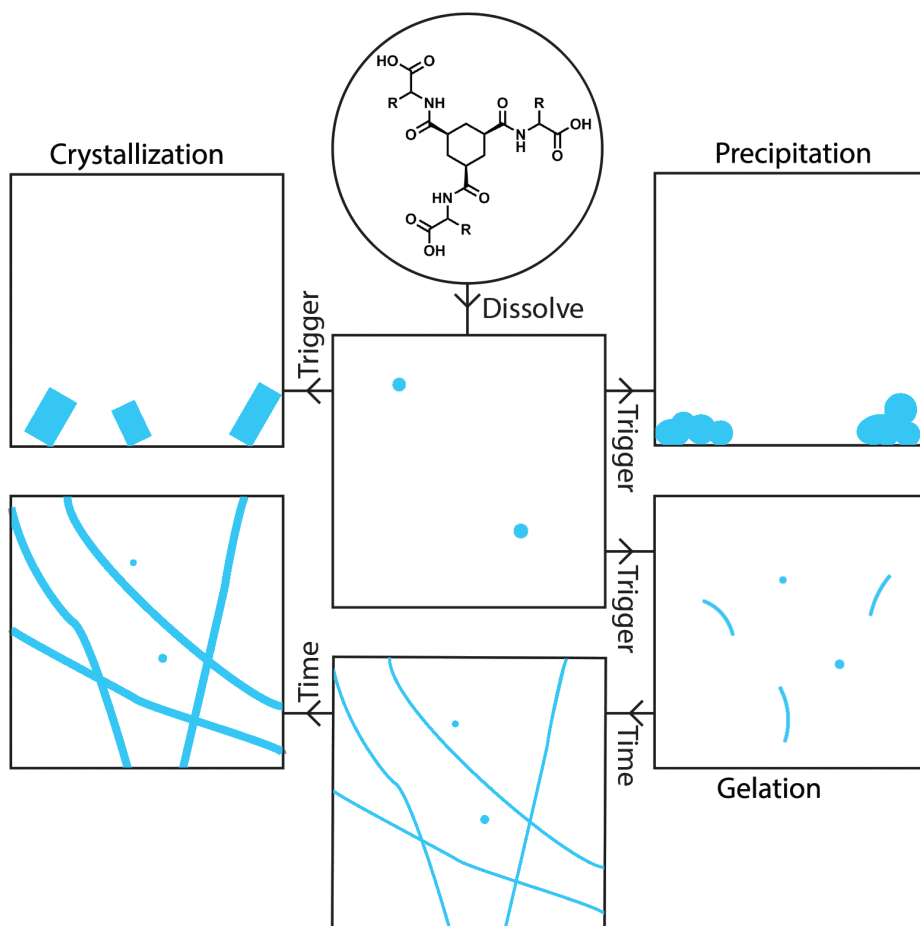 HO
O
R
NH
O
O
R
N
H
OH
O
HN
O
O
R
OH
Crystallization
Precipitation
Dissolve
Trigger
Trigger
Trigger
Time
Time
Gelation